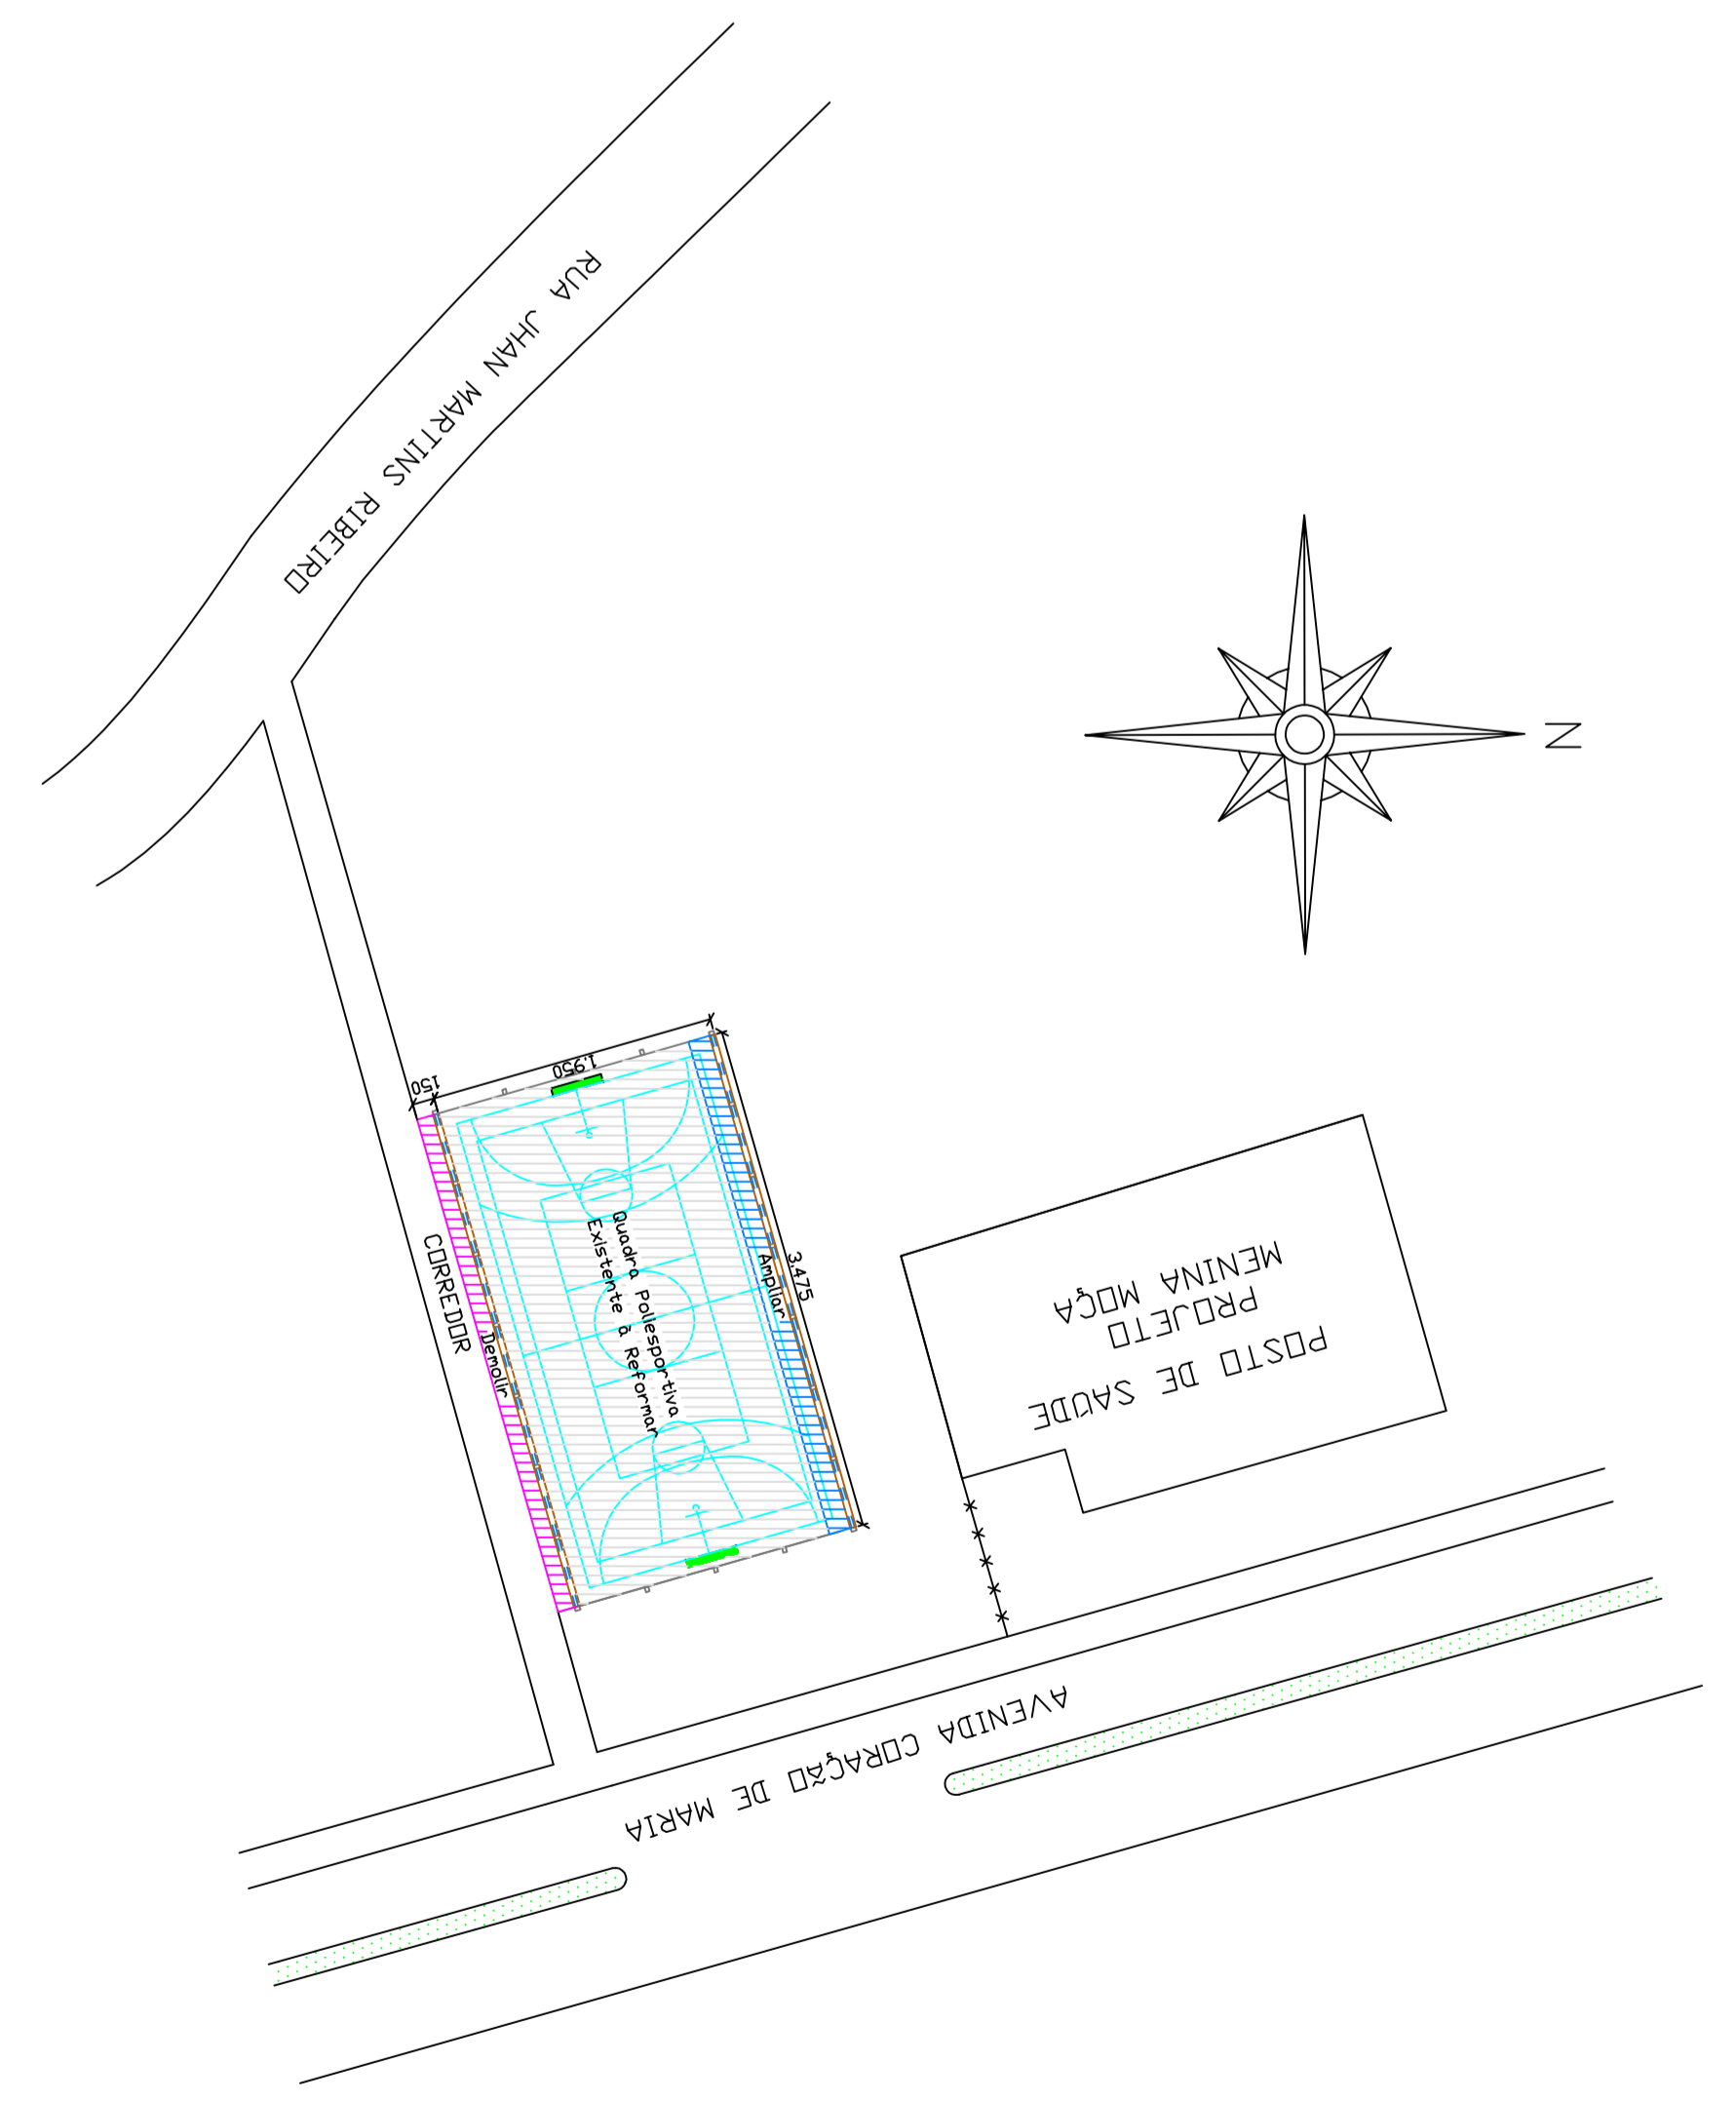 RUA JHAN MARTINS RIBEIRO
N
150
1.950
3.475
CORREDOR
Demolir
Quadra Poliesportiva
Existente à Reformar
Ampliar
POSTO DE SAUDE
PROJETO
MENINA MOÇA
AVENIDA CORAÇÃO DE MARIA